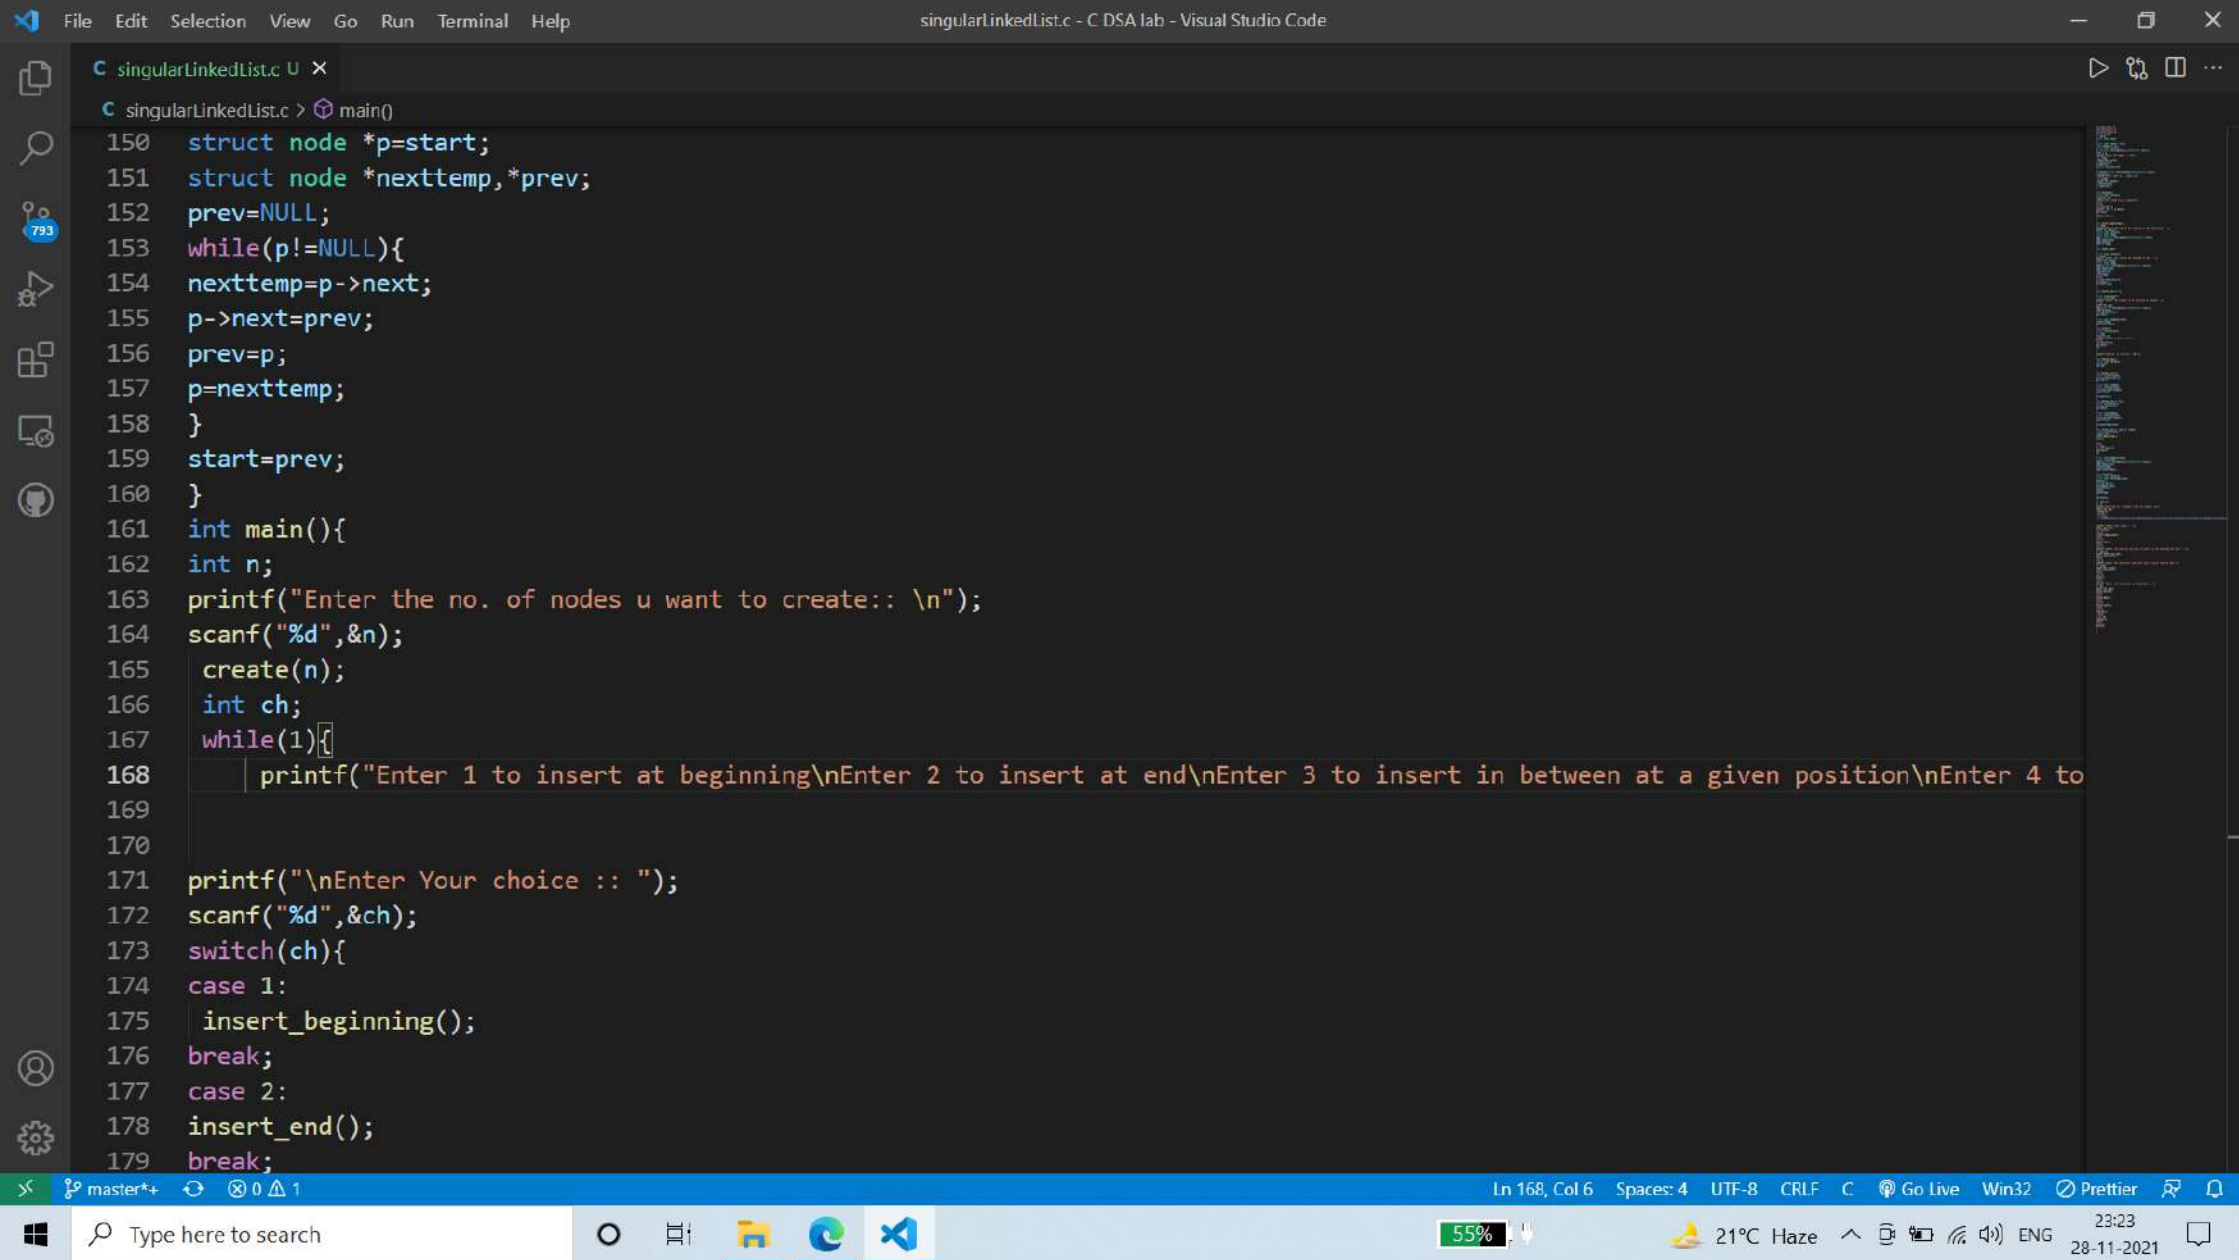 File Edit Selection View Go Run Terminal Help singularLinkedList.c - C DSA lab - Visual Studio Code
C singularLinkedList.c U ×
C singularLinkedList.c > main()
150 struct node *p=start;
151 struct node *nexttemp,*prev;
152 prev=NULL;
793
153 while(p!=NULL){
154 nexttemp=p->next;
155 p->next=prev;
156 prev=p;
157 p=nexttemp;
158 }
159 start=prev;
160 }
161 int main(){
162 int n;
163 printf("Enter the no. of nodes u want to create:: \n");
164 scanf("%d",&n);
165 create(n);
166 int ch;
167 while(1){
168 printf("Enter 1 to insert at beginning\nEnter 2 to insert at end\nEnter 3 to insert in between at a given position\nEnter 4 to
169
170
171 printf("\nEnter Your choice :: ");
172 scanf("%d",&ch);
173 switch(ch){
174 case 1:
175 insert_beginning();
176 break;
177 case 2:
178 insert_end();
179 break;
master*+ 0 1 Ln 168, Col 6 Spaces: 4 UTF-8 CRLF C Go Live Win32 Prettier
Type here to search 55% 21°C Haze ENG 23:23
28-11-2021